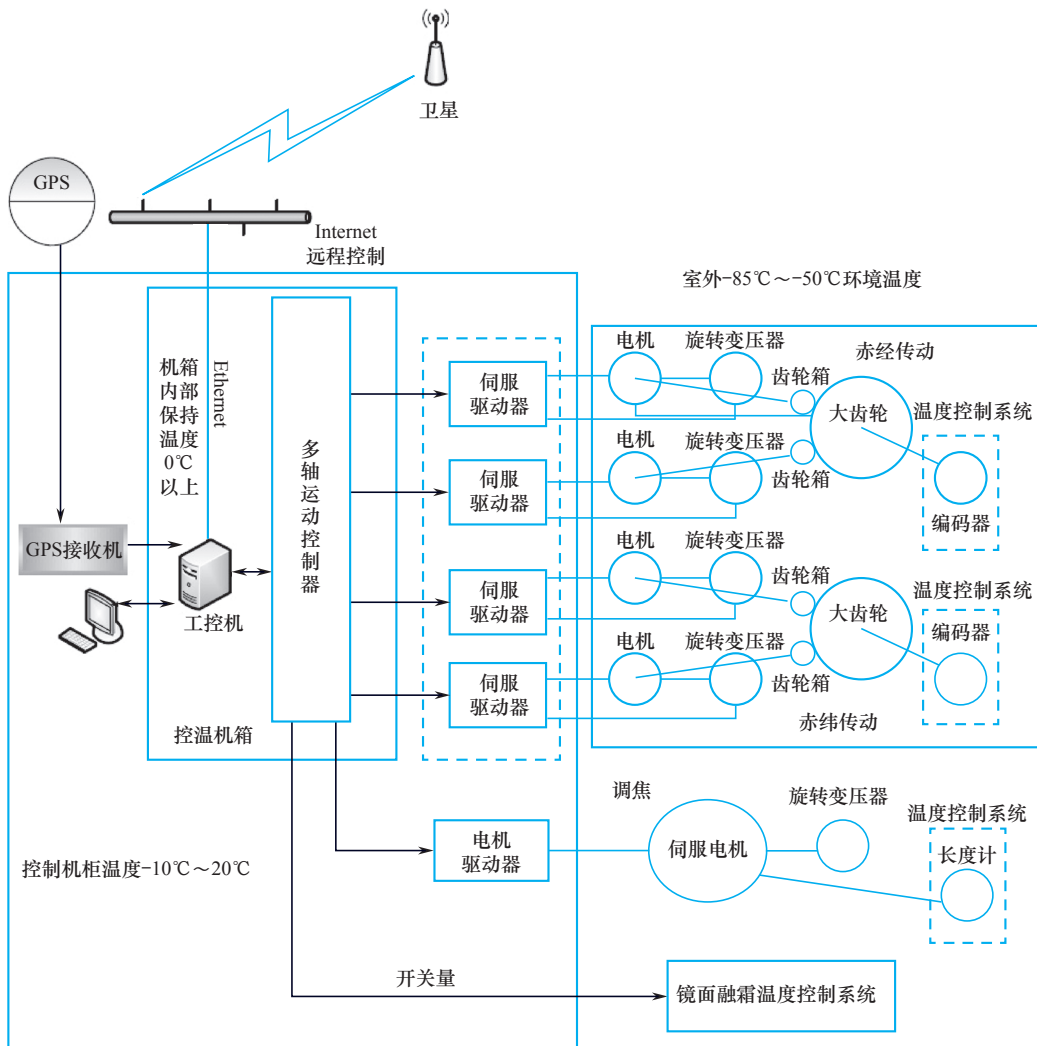 卫星
GPS
Internet
远程控制
室外-85℃～-50℃环境温度
机箱
内部
保持
温度
0℃
以上
Ethernet
多轴运动控制器
GPS接收机
工控机
控温机箱
控制机柜温度-10℃～20℃
伺服
驱动器
伺服
驱动器
伺服
驱动器
伺服
驱动器
电机
驱动器
开关量
电机
旋转变压器
赤经传动
齿轮箱
大齿轮
温度控制系统
电机
旋转变压器
齿轮箱
编码器
电机
旋转变压器
齿轮箱
温度控制系统
大齿轮
编码器
电机
旋转变压器
齿轮箱
赤纬传动
调焦
旋转变压器
温度控制系统
伺服电机
长度计
镜面融霜温度控制系统